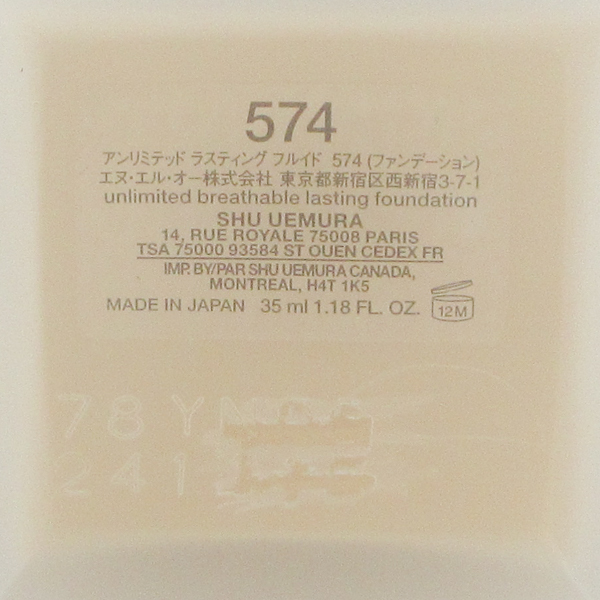 574
アンリミテッド ラスティング フルイド 574 (ファンデーション)
エヌ・エル・オー株式会社 東京都新宿区西新宿3-7-1
unlimited breathable lasting foundation
SHU UEMURA
14, RUE ROYALE 75008 PARIS
TSA 75000 93584 ST OUEN CEDEX FR
IMP. BY/PAR SHU UEMURA CANADA,
MONTREAL, H4T 1K5
MADE IN JAPAN 35 ml 1.18 FL. OZ. 12M